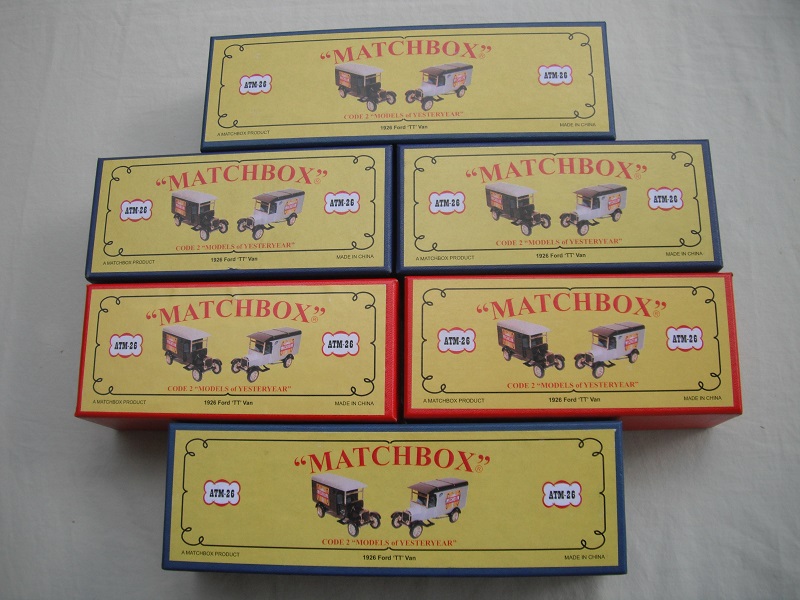 "MATCHBOX"
ATM-26 ATM-26
CODE 2 "MODELS of YESTERYEAR"
A MATCHBOX PRODUCT 1926 Ford 'TT' Van MADE IN CHINA
"MATCHBOX"®
ATM-26 ATM-26
CODE 2 "MODELS of YESTERYEAR"
A MATCHBOX PRODUCT 1926 Ford 'TT' Van MADE IN CHINA
"MATCHBOX"®
ATM-26 ATM-26
CODE 2 "MODELS of YESTERYEAR"
A MATCHBOX PRODUCT 1926 Ford 'TT' Van MADE IN CHINA
"MATCHBOX"®
ATM-26 ATM-26
CODE 2 "MODELS of YESTERYEAR"
A MATCHBOX PRODUCT 1926 Ford 'TT' Van MADE IN CHINA
"MATCHBOX"®
ATM-26 ATM-26
CODE 2 "MODELS of YESTERYEAR"
A MATCHBOX PRODUCT 1926 Ford 'TT' Van MADE IN CHINA
"MATCHBOX"®
ATM-26 ATM-26
CODE 2 "MODELS of YESTERYEAR"
A MATCHBOX PRODUCT 1926 Ford 'TT' Van MADE IN CHINA